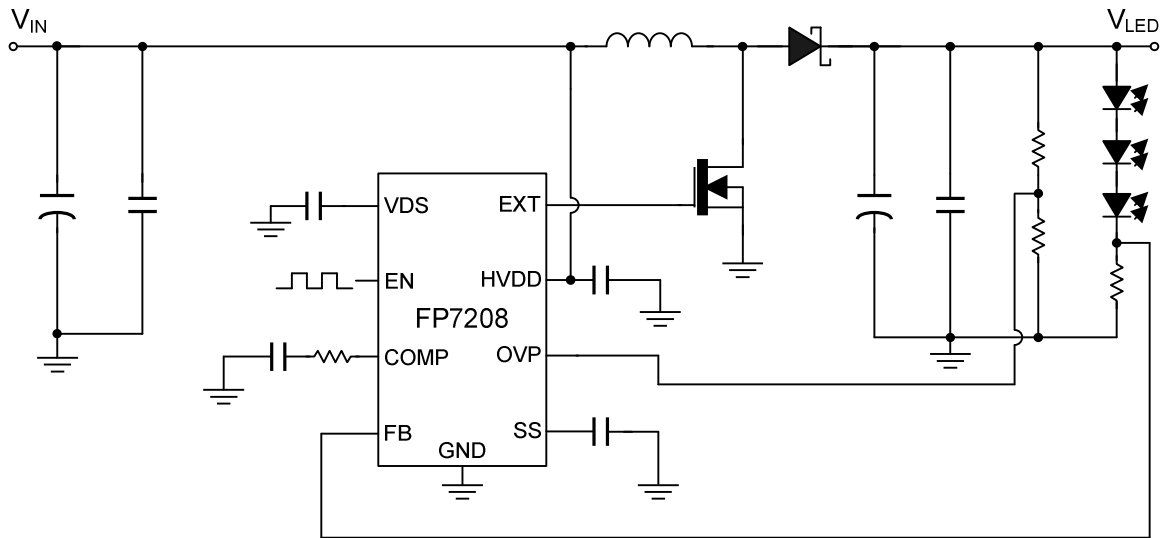 VIN
VLED
VDS
EXT
EN
HVDD
FP7208
COMP
OVP
FB
SS
GND